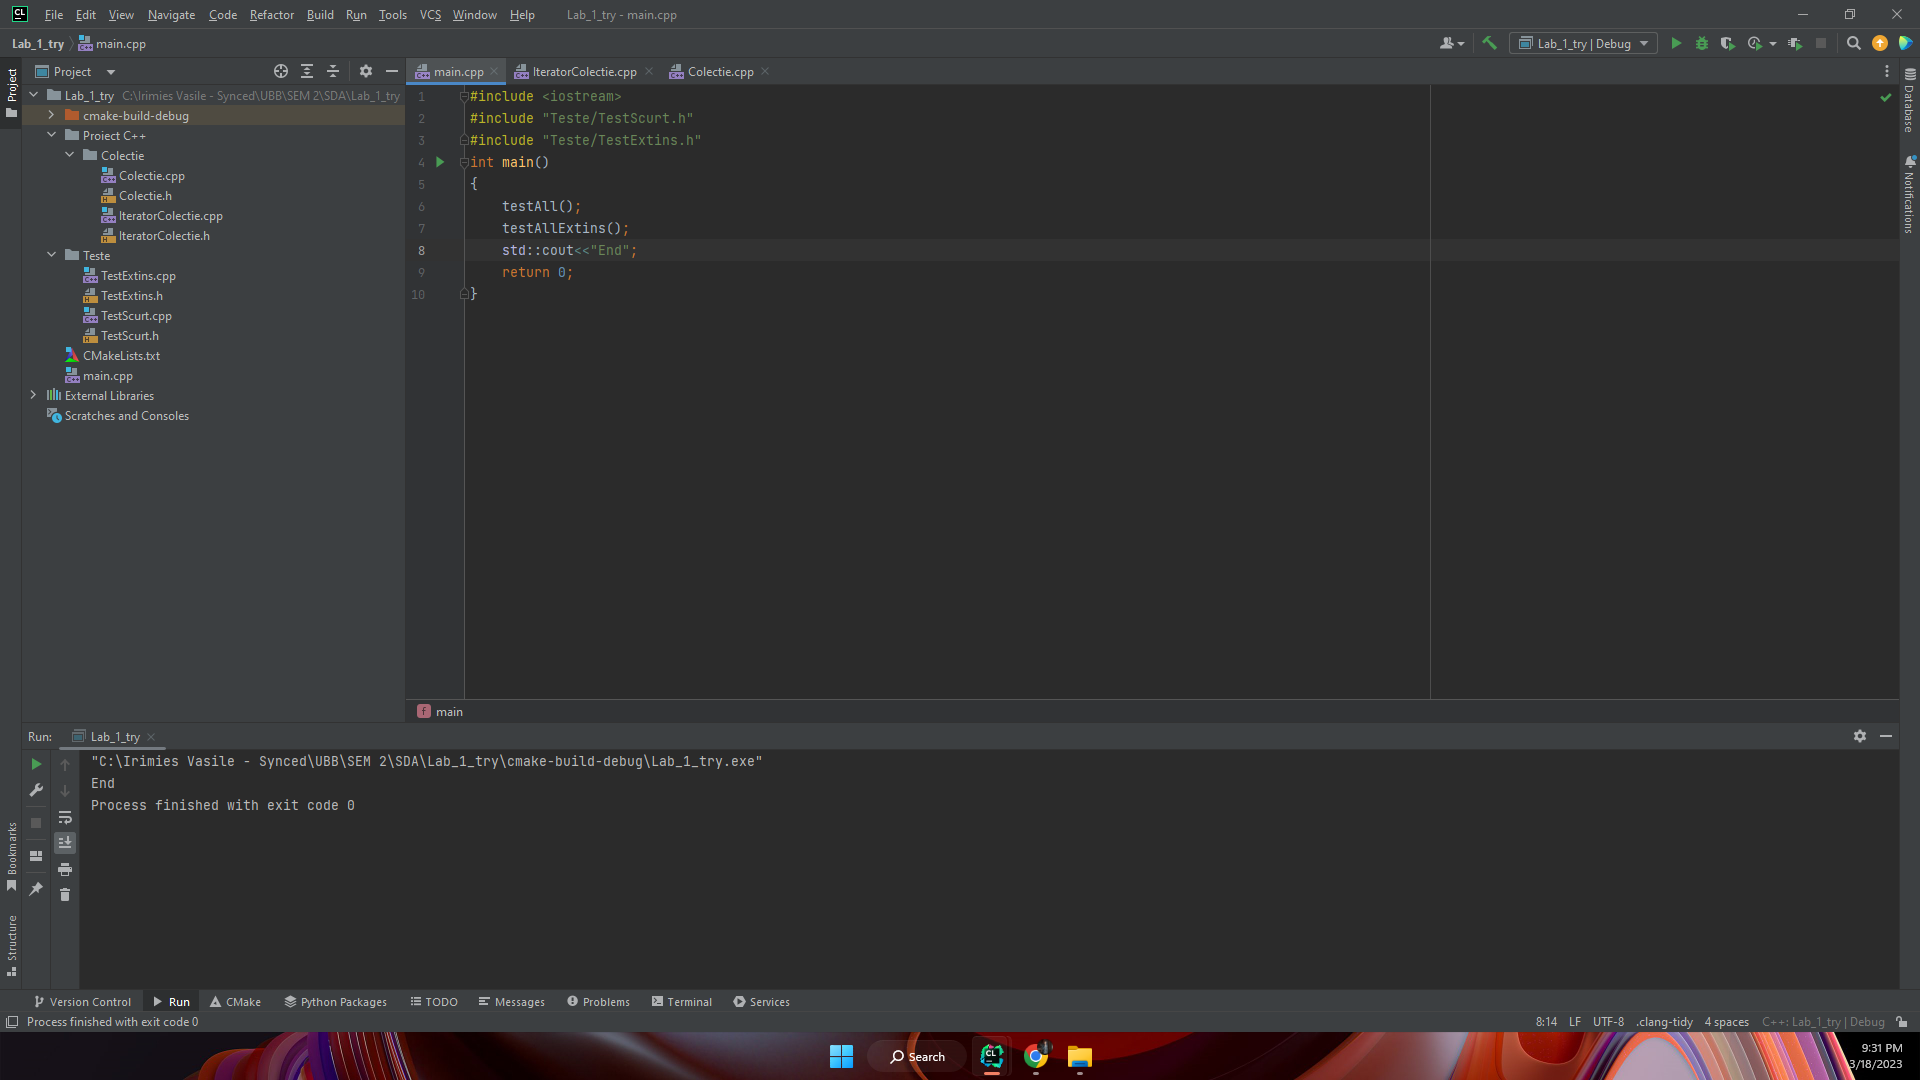 File Edit View Navigate Code Refactor Build Run Tools VCS Window Help Lab_1_try - main.cpp
Lab_1_try main.cpp Lab_1_try | Debug
Project
Project
main.cpp IteratorColectie.cpp Colectie.cpp
Lab_1_try C:\Irimies Vasile - Synced\UBB\SEM 2\SDA\Lab_1_try
cmake-build-debug
Proiect C++
Colectie
Colectie.cpp
Colectie.h
IteratorColectie.cpp
IteratorColectie.h
Teste
TestExtins.cpp
TestExtins.h
TestScurt.cpp
TestScurt.h
CMakeLists.txt
main.cpp
External Libraries
Scratches and Consoles
1 #include <iostream>
2 #include "Teste/TestScurt.h"
3 #include "Teste/TestExtins.h"
4 int main()
5 {
6 testAll();
7 testAllExtins();
8 std::cout<<"End";
9 return 0;
10 }
Database
Notifications
f main
Run: Lab_1_try
"C:\Irimies Vasile - Synced\UBB\SEM 2\SDA\Lab_1_try\cmake-build-debug\Lab_1_try.exe"
End
Process finished with exit code 0
Bookmarks
Structure
Version Control Run CMake Python Packages TODO Messages Problems Terminal Services
Process finished with exit code 0 8:14 LF UTF-8 .clang-tidy 4 spaces C++: Lab_1_try | Debug
Search
9:31 PM
3/18/2023